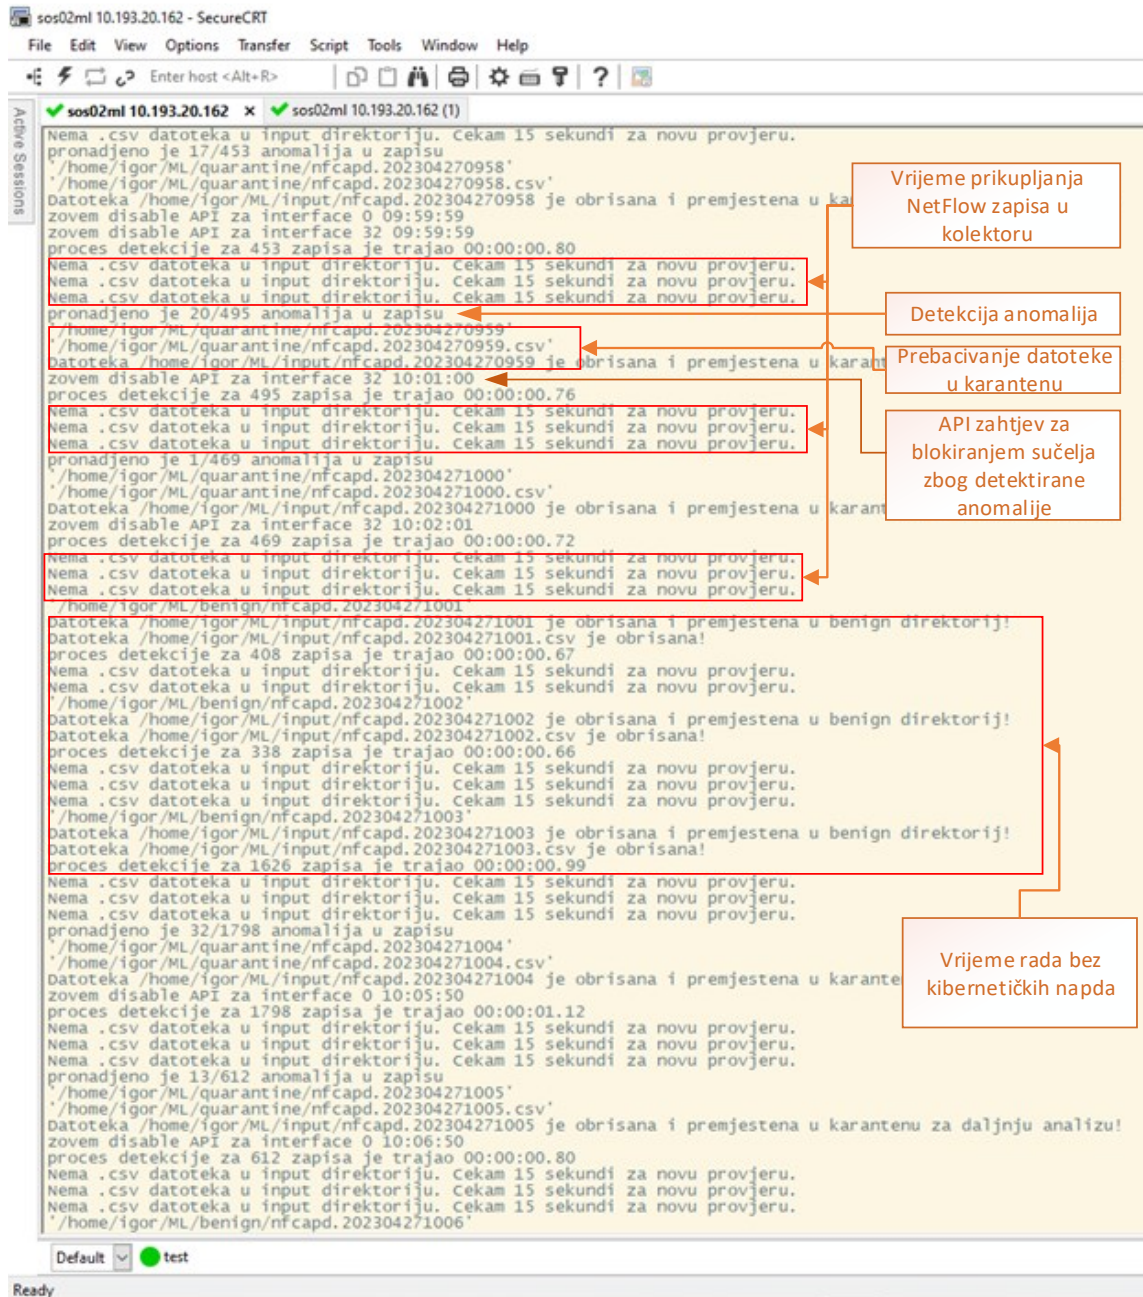 sos02ml 10.193.20.162 - SecureCRT
File Edit View Options Transfer Script Tools Window Help
Enter host <Alt+R>
Active Sessions
sos02ml 10.193.20.162 x sos02ml 10.193.20.162 (1)
Nema .csv datoteka u input direktoriju. Cekam 15 sekundi za novu provjeru.
pronadjeno je 17/453 anomalija u zapisu
'/home/igor/ML/quarantine/nfcapd.202304270958'
'/home/igor/ML/quarantine/nfcapd.202304270958.csv'
Datoteka /home/igor/ML/input/nfcapd.202304270958 je obrisana i premjestena u kar
zovem disable API za interface 0 09:59:59
zovem disable API za interface 32 09:59:59
proces detekcije za 453 zapisa je trajao 00:00:00.80
Nema .csv datoteka u input direktoriju. Cekam 15 sekundi za novu provjeru.
Nema .csv datoteka u input direktoriju. Cekam 15 sekundi za novu provjeru.
Nema .csv datoteka u input direktoriju. Cekam 15 sekundi za novu provjeru.
pronadjeno je 20/495 anomalija u zapisu
'/home/igor/ML/quarantine/nfcapd.202304270959'
'/home/igor/ML/quarantine/nfcapd.202304270959.csv'
Datoteka /home/igor/ML/input/nfcapd.202304270959 je obrisana i premjestena u karant
zovem disable API za interface 32 10:01:00
proces detekcije za 495 zapisa je trajao 00:00:00.76
Nema .csv datoteka u input direktoriju. Cekam 15 sekundi za novu provjeru.
Nema .csv datoteka u input direktoriju. Cekam 15 sekundi za novu provjeru.
Nema .csv datoteka u input direktoriju. Cekam 15 sekundi za novu provjeru.
pronadjeno je 1/469 anomalija u zapisu
'/home/igor/ML/quarantine/nfcapd.202304271000'
'/home/igor/ML/quarantine/nfcapd.202304271000.csv'
Datoteka /home/igor/ML/input/nfcapd.202304271000 je obrisana i premjestena u karant
zovem disable API za interface 32 10:02:01
proces detekcije za 469 zapisa je trajao 00:00:00.72
Nema .csv datoteka u input direktoriju. Cekam 15 sekundi za novu provjeru.
Nema .csv datoteka u input direktoriju. Cekam 15 sekundi za novu provjeru.
Nema .csv datoteka u input direktoriju. Cekam 15 sekundi za novu provjeru.
'/home/igor/ML/benign/nfcapd.202304271001'
Datoteka /home/igor/ML/input/nfcapd.202304271001 je obrisana i premjestena u benign direktorij!
Datoteka /home/igor/ML/input/nfcapd.202304271001.csv je obrisana!
proces detekcije za 408 zapisa je trajao 00:00:00.67
Nema .csv datoteka u input direktoriju. Cekam 15 sekundi za novu provjeru.
Nema .csv datoteka u input direktoriju. Cekam 15 sekundi za novu provjeru.
'/home/igor/ML/benign/nfcapd.202304271002'
Datoteka /home/igor/ML/input/nfcapd.202304271002 je obrisana i premjestena u benign direktorij!
Datoteka /home/igor/ML/input/nfcapd.202304271002.csv je obrisana!
proces detekcije za 338 zapisa je trajao 00:00:00.66
Nema .csv datoteka u input direktoriju. Cekam 15 sekundi za novu provjeru.
Nema .csv datoteka u input direktoriju. Cekam 15 sekundi za novu provjeru.
Nema .csv datoteka u input direktoriju. Cekam 15 sekundi za novu provjeru.
'/home/igor/ML/benign/nfcapd.202304271003'
Datoteka /home/igor/ML/input/nfcapd.202304271003 je obrisana i premjestena u benign direktorij!
Datoteka /home/igor/ML/input/nfcapd.202304271003.csv je obrisana!
proces detekcije za 1626 zapisa je trajao 00:00:00.99
Nema .csv datoteka u input direktoriju. Cekam 15 sekundi za novu provjeru.
Nema .csv datoteka u input direktoriju. Cekam 15 sekundi za novu provjeru.
Nema .csv datoteka u input direktoriju. Cekam 15 sekundi za novu provjeru.
pronadjeno je 32/1798 anomalija u zapisu
'/home/igor/ML/quarantine/nfcapd.202304271004'
'/home/igor/ML/quarantine/nfcapd.202304271004.csv'
Datoteka /home/igor/ML/input/nfcapd.202304271004 je obrisana i premjestena u karante
zovem disable API za interface 0 10:05:50
proces detekcije za 1798 zapisa je trajao 00:00:01.12
Nema .csv datoteka u input direktoriju. Cekam 15 sekundi za novu provjeru.
Nema .csv datoteka u input direktoriju. Cekam 15 sekundi za novu provjeru.
Nema .csv datoteka u input direktoriju. Cekam 15 sekundi za novu provjeru.
pronadjeno je 13/612 anomalija u zapisu
'/home/igor/ML/quarantine/nfcapd.202304271005'
'/home/igor/ML/quarantine/nfcapd.202304271005.csv'
Datoteka /home/igor/ML/input/nfcapd.202304271005 je obrisana i premjestena u karantenu za daljnju analizu!
zovem disable API za interface 0 10:06:50
proces detekcije za 612 zapisa je trajao 00:00:00.80
Nema .csv datoteka u input direktoriju. Cekam 15 sekundi za novu provjeru.
Nema .csv datoteka u input direktoriju. Cekam 15 sekundi za novu provjeru.
Nema .csv datoteka u input direktoriju. Cekam 15 sekundi za novu provjeru.
'/home/igor/ML/benign/nfcapd.202304271006'
Vrijeme prikupljanja
NetFlow zapisa u
kolektoru
Detekcija anomalija
Prebacivanje datoteke
u karantenu
API zahtjev za
blokiranjem sučelja
zbog detektirane
anomalije
Vrijeme rada bez
kibernetičkih napda
Default test
Ready